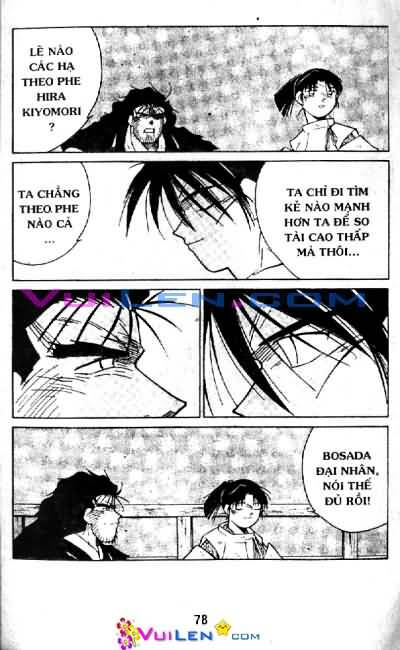 LẼ NÀO
CÁC HẠ
THEO PHE
HIRA
KIYOMORI
?
TA CHẲNG
THEO PHE
NÀO CẢ
...
TA CHỈ ĐI TÌM
KẺ NÀO MẠNH
HƠN TA ĐỂ SO
TÀI CAO THẤP
MÀ THÔI...
VUILEN.COM
BOSADA
ĐẠI NHÂN,
NÓI THẾ
ĐỦ RỒI!
78
VUILEN.COM